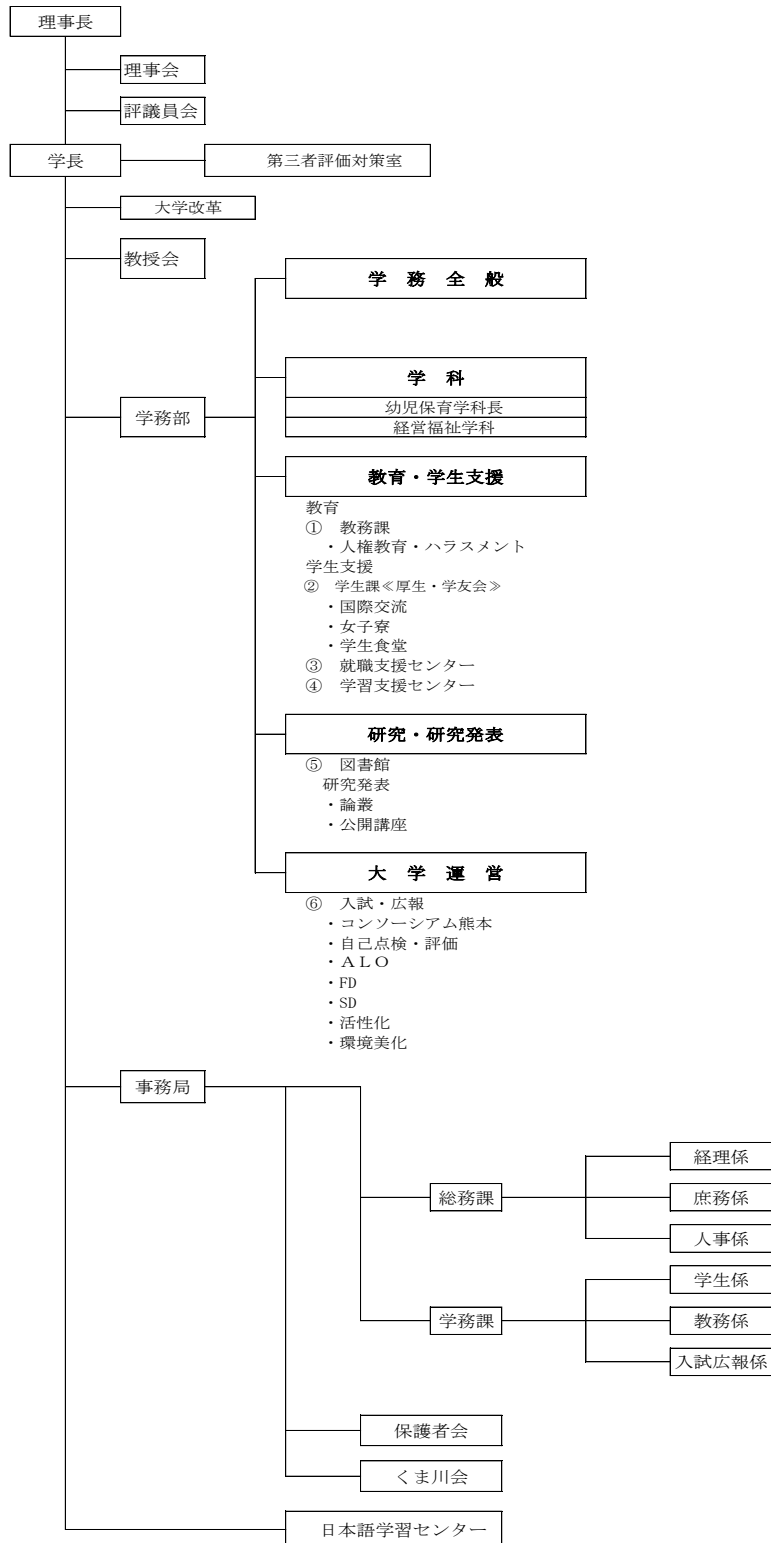 理事長
理事会
評議員会
学長
第三者評価対策室
大学改革
教授会
学　務　全　般
学　科
幼児保育学科長
経営福祉学科
学務部
教育・学生支援
教育
①　教務課
・人権教育・ハラスメント
学生支援
②　学生課≪厚生・学友会≫
・国際交流
・女子寮
・学生食堂
③　就職支援センター
④　学習支援センター
研究・研究発表
⑤　図書館
研究発表
・論叢
・公開講座
大　学　運　営
⑥　入試・広報
・コンソーシアム熊本
・自己点検・評価
・ＡＬＯ
・FD
・SD
・活性化
・環境美化
事務局
総務課
経理係
庶務係
人事係
学務課
学生係
教務係
入試広報係
保護者会
くま川会
日本語学習センター